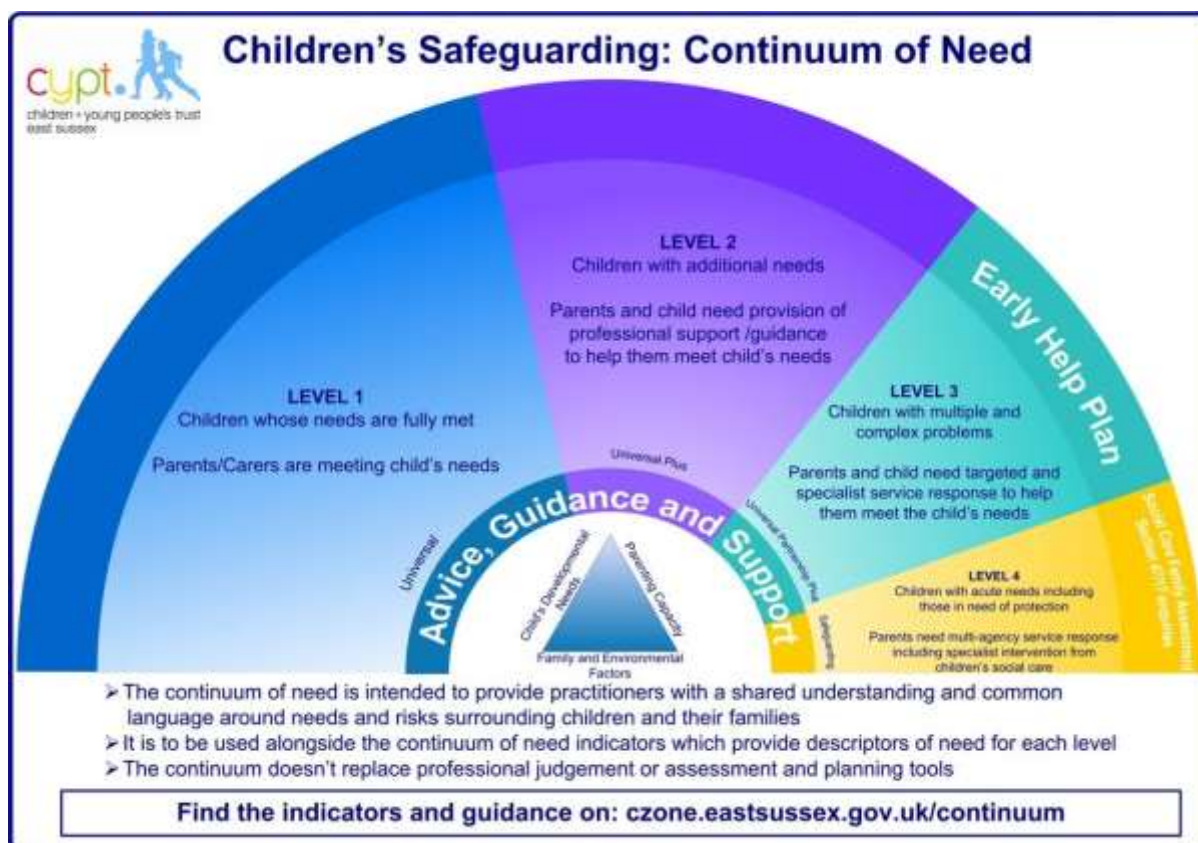 Children's Safeguarding: Continuum of Need
cypt.
children + young people's trust
east sussex
LEVEL 1
Children whose needs are fully met
Parents/Carers are meeting child's needs
LEVEL 2
Children with additional needs
Parents and child need provision of
professional support /guidance
to help them meet child's needs
Early Help Plan
LEVEL 3
Children with multiple and
complex problems
Parents and child need targeted and
specialist service response to help
them meet the child's needs
Social Care Family Assessment
LEVEL 4
Children with acute needs including
those in need of protection
Parents need multi-agency service response
including specialist intervention from
children's social care
Universal
Universal Plus
Universal Partnership Plus
Safeguarding
Advice, Guidance and Support
Child's Developmental
Needs
Parenting Capacity
Family and Environmental
Factors
➤ The continuum of need is intended to provide practitioners with a shared understanding and common
language around needs and risks surrounding children and their families
➤ It is to be used alongside the continuum of need indicators which provide descriptors of need for each level
➤ The continuum doesn't replace professional judgement or assessment and planning tools
Find the indicators and guidance on: czone.eastsussex.gov.uk/continuum